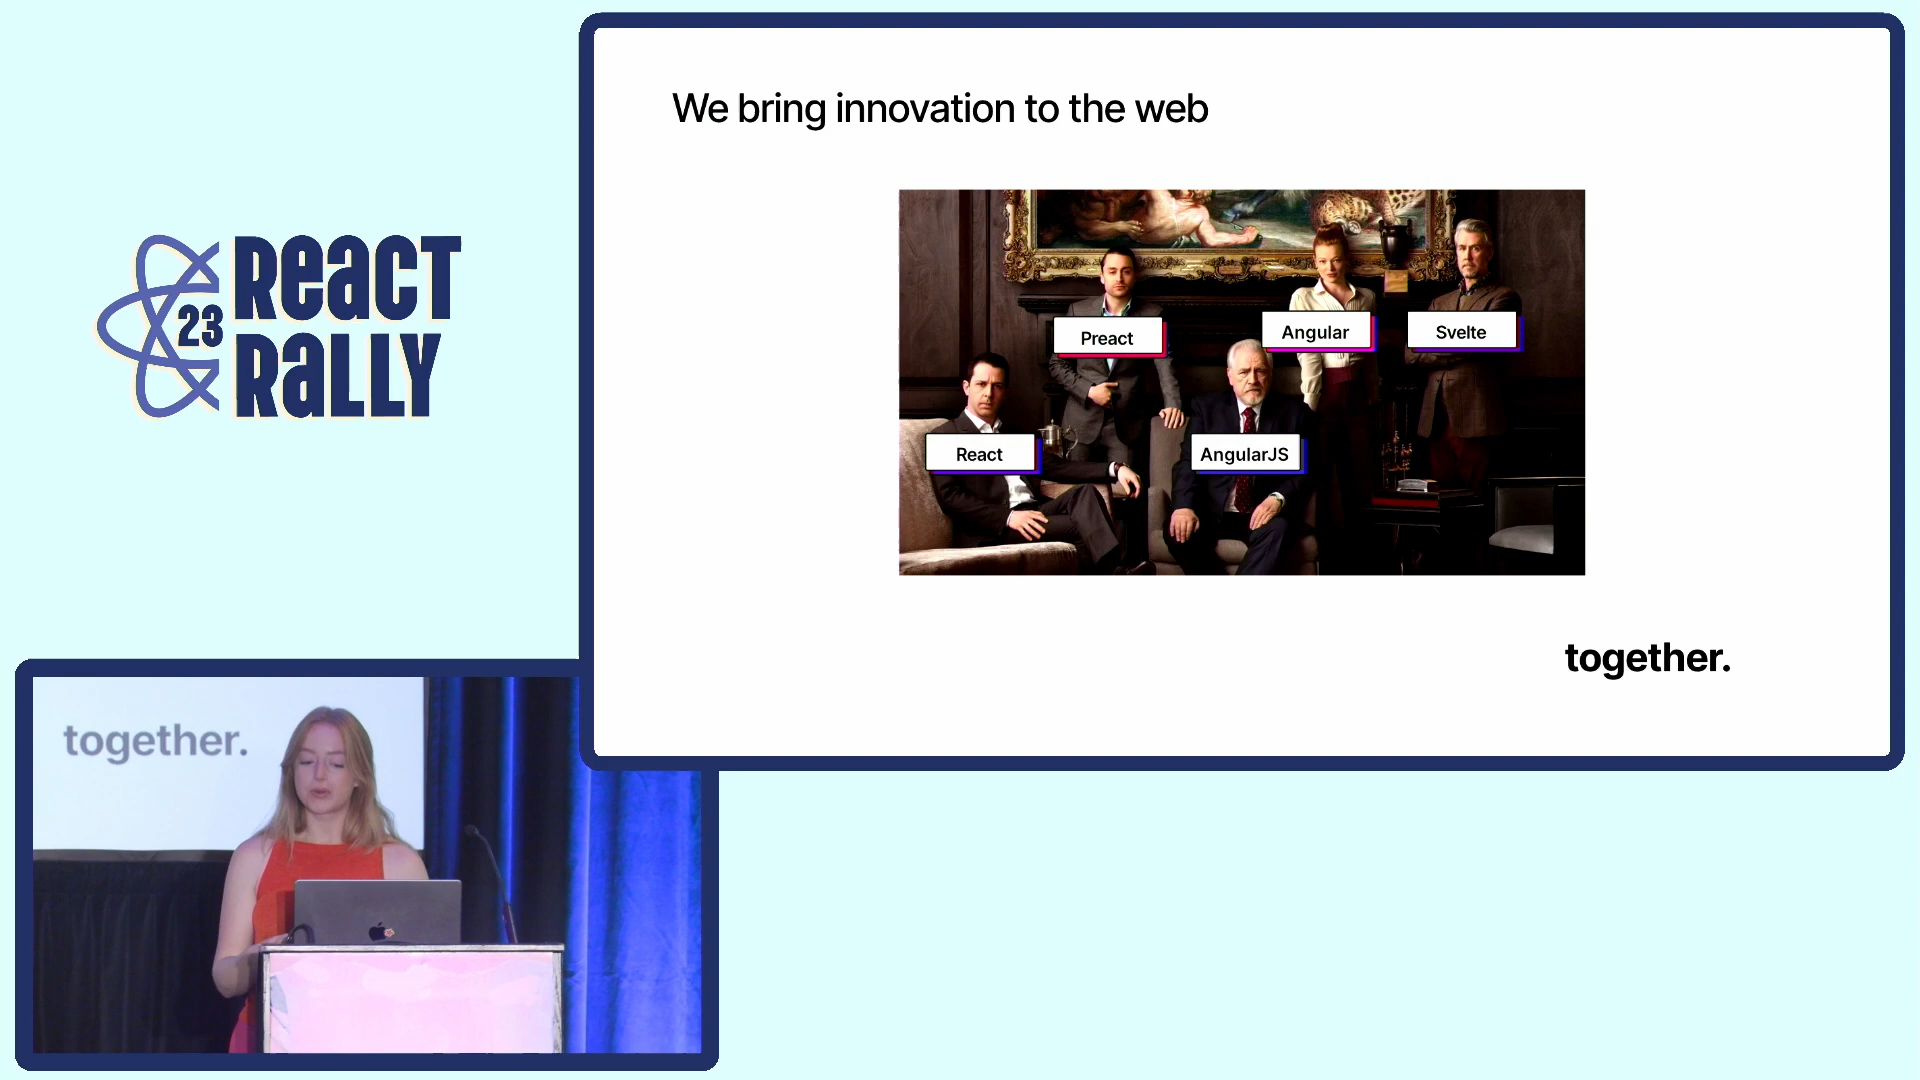 We bring innovation to the web
REACT
23
RALLY
Preact
Angular
Svelte
React
AngularJS
together.
together.